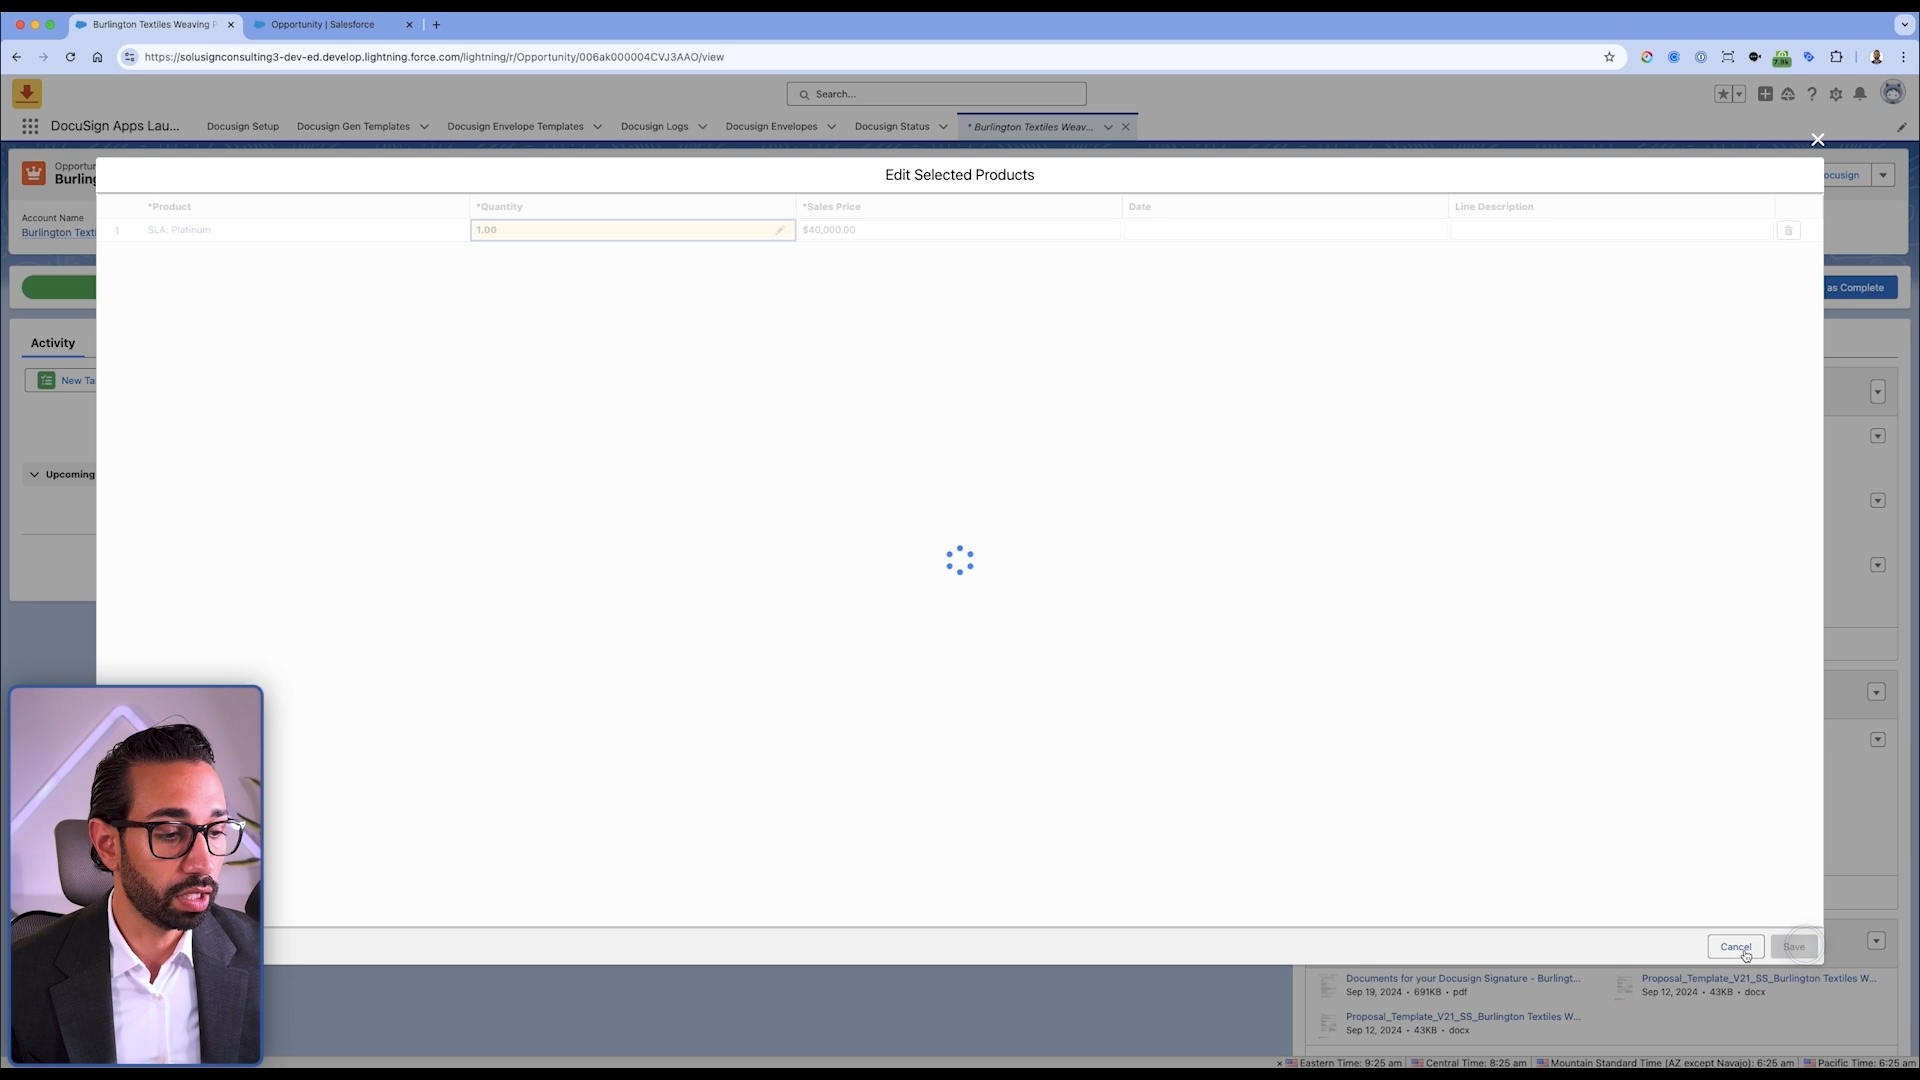 Burlington Textiles Weaving P
Opportunity | Salesforce
https://solusignconsulting3-dev-ed.develop.lightning.force.com/lightning/r/Opportunity/006ak000004CVJ3AAO/view
7.8k
Search...
DocuSign Apps Lau...
Docusign Setup
Docusign Gen Templates
Docusign Envelope Templates
Docusign Logs
Docusign Envelopes
Docusign Status
* Burlington Textiles Weav...
Opportu
Burling
ocusign
Edit Selected Products
Account Name
Burlington Texti
*Product
*Quantity
*Sales Price
Date
Line Description
1
SLA: Platinum
1.00
$40,000.00
as Complete
Activity
New Ta
Upcoming
Cancel
Save
Documents for your Docusign Signature - Burlingt...
Sep 19, 2024 • 691KB • pdf
Proposal_Template_V21_SS_Burlington Textiles W...
Sep 12, 2024 • 43KB • docx
Proposal_Template_V21_SS_Burlington Textiles W...
Sep 12, 2024 • 43KB • docx
× Eastern Time: 9:25 am
Central Time: 8:25 am
Mountain Standard Time (AZ except Navajo): 6:25 am
Pacific Time: 6:25 am